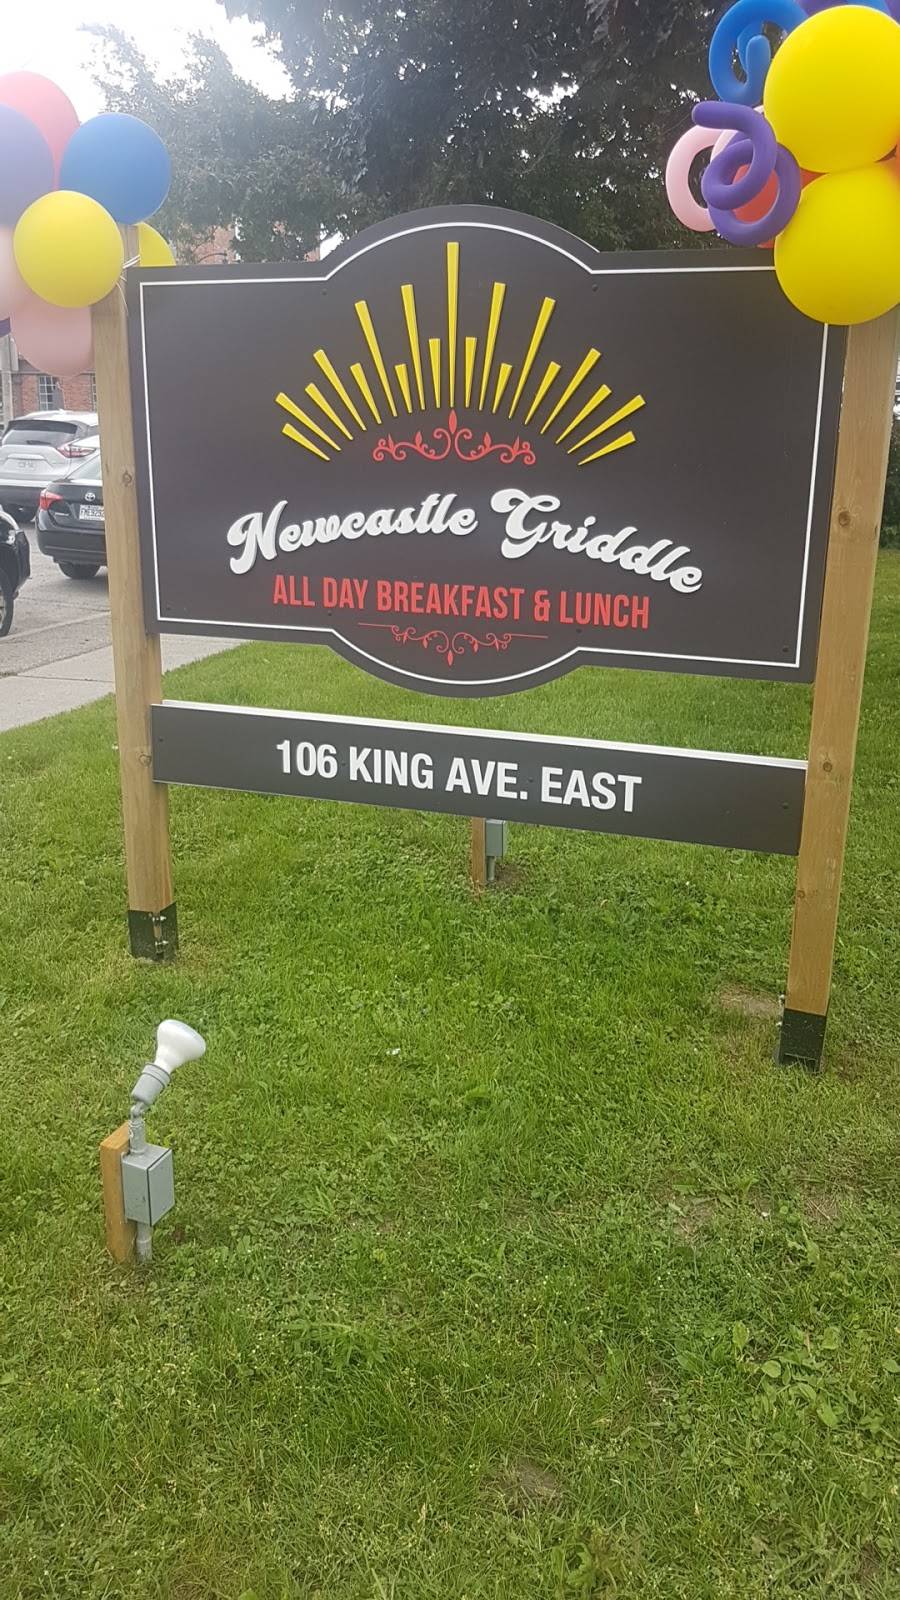 Newcastle Griddle
ALL DAY BREAKFAST & LUNCH
106 KING AVE. EAST